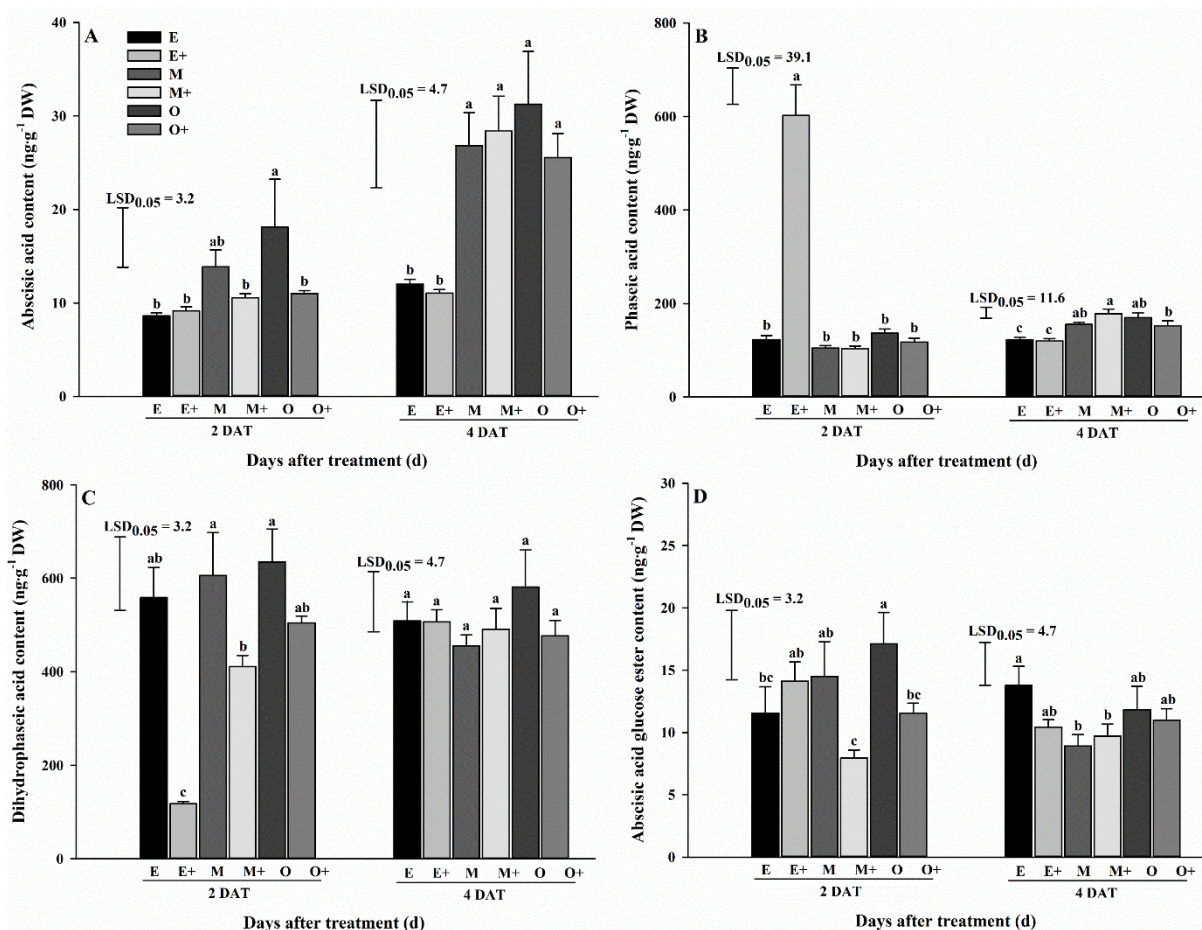 A
E
E+
M
M+
O
O+
Abscisic acid content (ng·g-1 DW)
40
30
20
10
0
LSD0.05 = 3.2
b b ab b a b
LSD0.05 = 4.7
b b a a a a
E E+ M M+ O O+ E E+ M M+ O O+
2 DAT 4 DAT
Days after treatment (d)
B
Phaseic acid content (ng·g-1 DW)
800
600
400
200
0
LSD0.05 = 39.1
b a b b b b
LSD0.05 = 11.6
c c ab a ab b
E E+ M M+ O O+ E E+ M M+ O O+
2 DAT 4 DAT
Days after treatment (d)
C
Dihydrophaseic acid content (ng·g-1 DW)
800
600
400
200
0
LSD0.05 = 3.2
ab c a b a ab
LSD0.05 = 4.7
a a a a a a
E E+ M M+ O O+ E E+ M M+ O O+
2 DAT 4 DAT
Days after treatment (d)
D
Abscisic acid glucose ester content (ng·g-1 DW)
30
25
20
15
10
5
0
LSD0.05 = 3.2
bc ab ab c a bc
LSD0.05 = 4.7
a ab b b ab ab
E E+ M M+ O O+ E E+ M M+ O O+
2 DAT 4 DAT
Days after treatment (d)